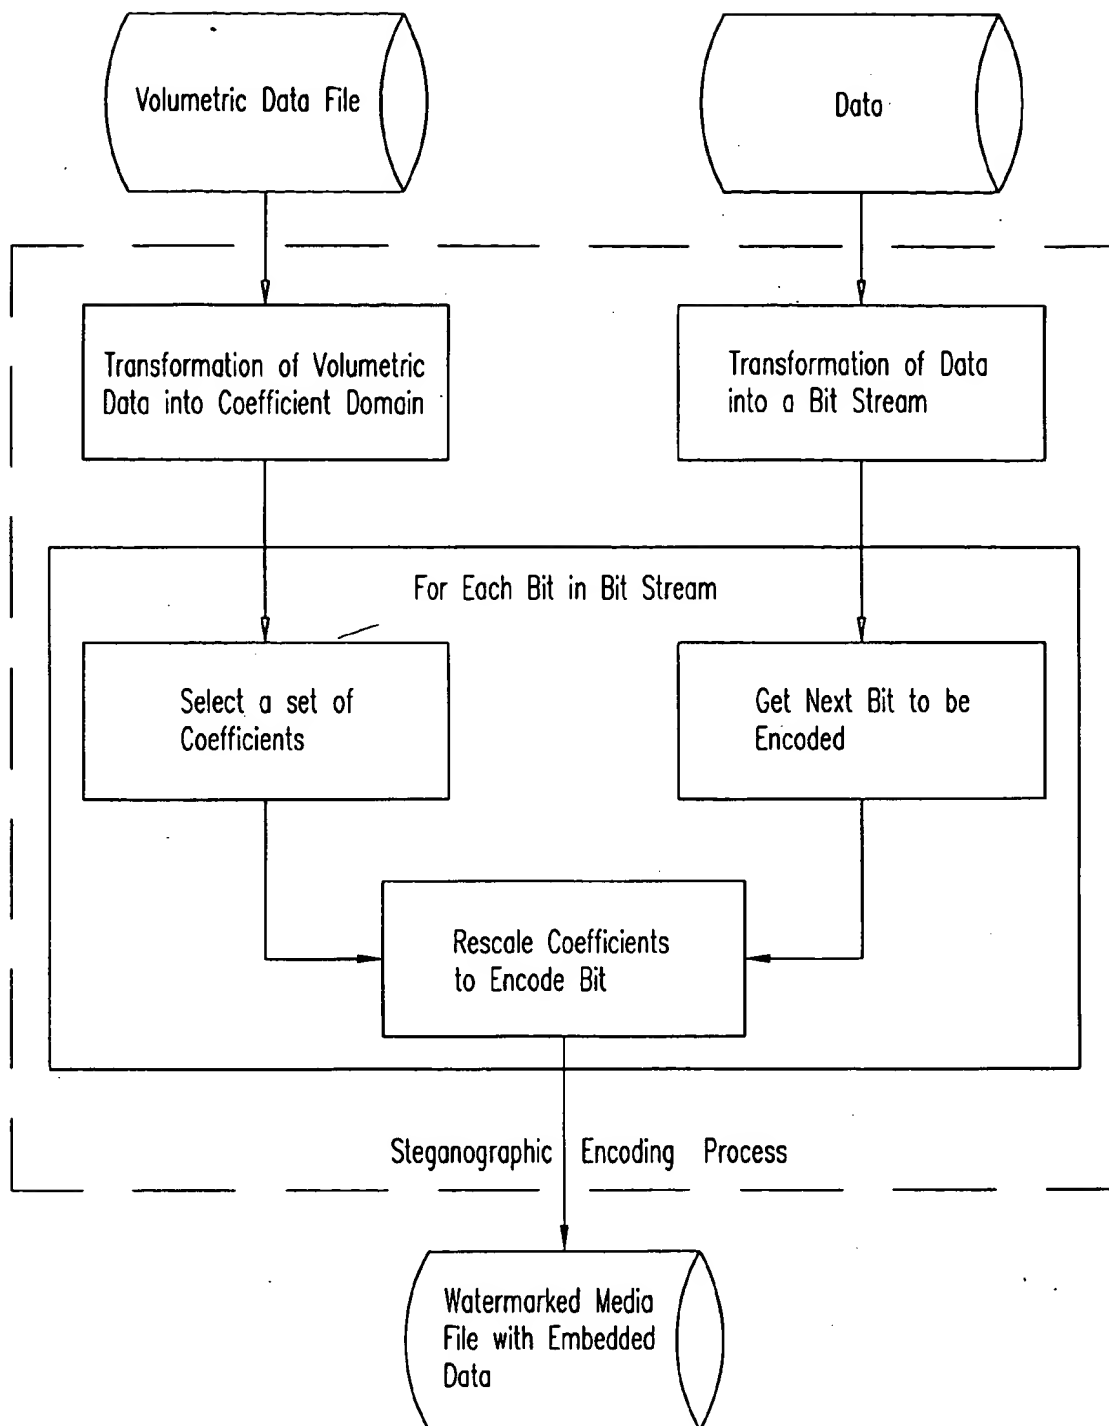 Volumetric Data File
Data
Transformation of Volumetric
Data into Coefficient Domain
Transformation of Data
into a Bit Stream
For Each Bit in Bit Stream
Select a set of
Coefficients
Get Next Bit to be
Encoded
Rescale Coefficients
to Encode Bit
Steganographic Encoding Process
Watermarked Media
File with Embedded
Data